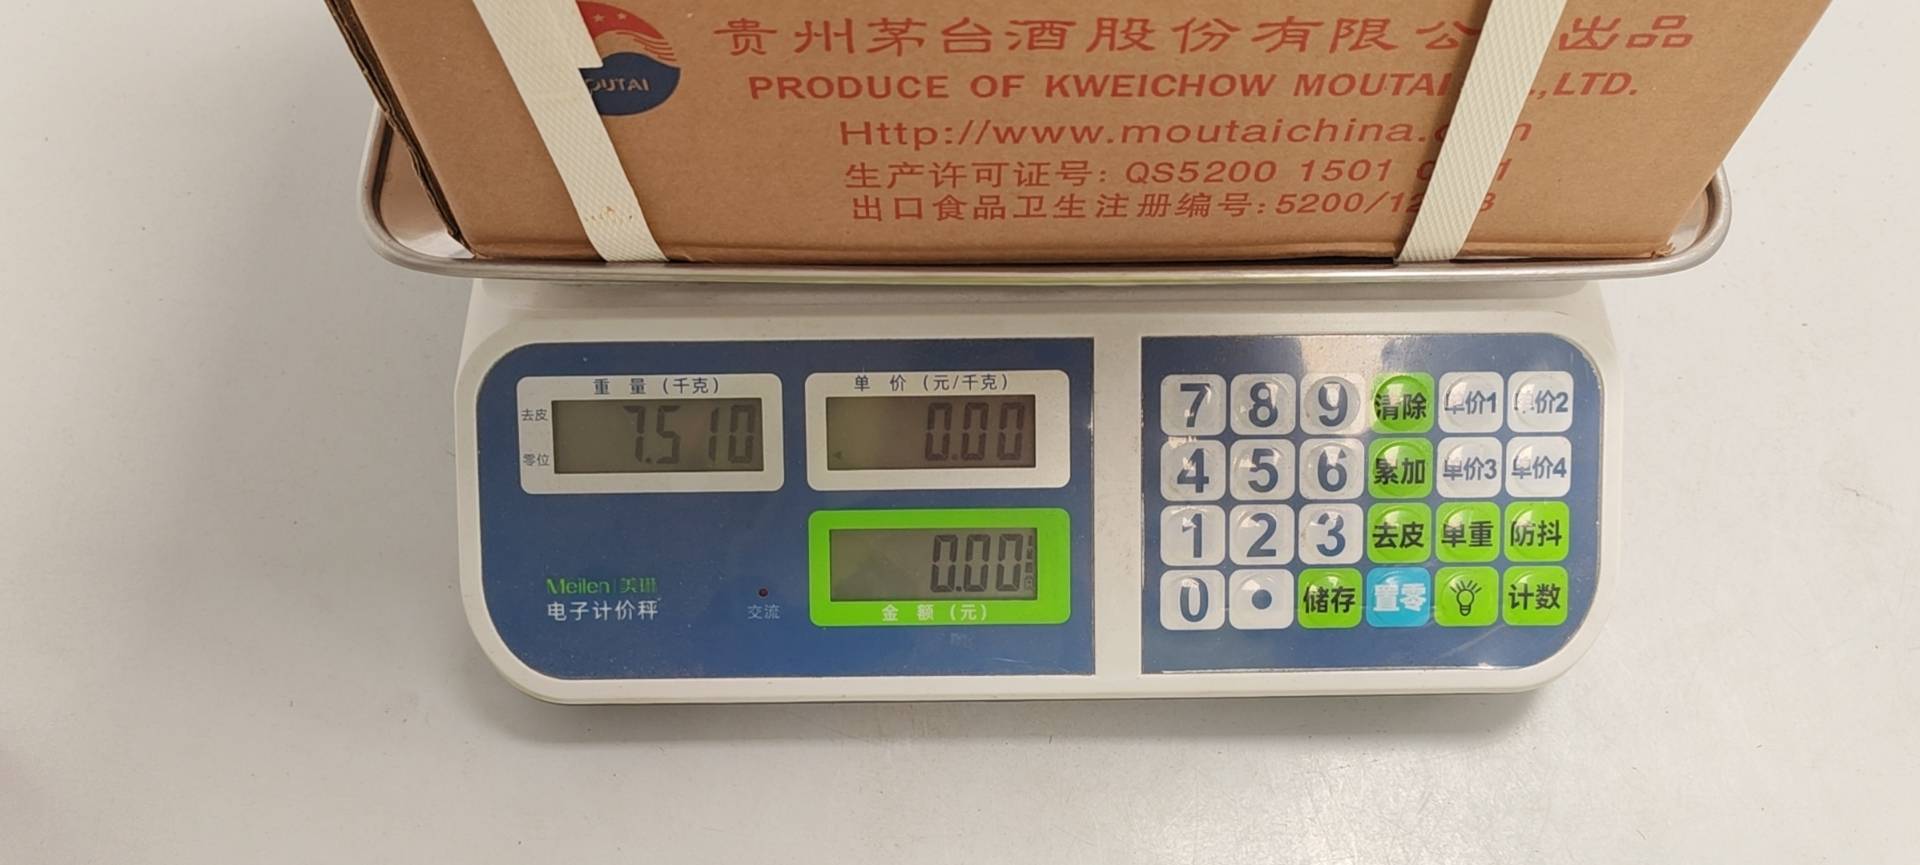 贵州茅台酒股份有限公 出品
MOUTAI
PRODUCE OF KWEICHOW MOUTAI ,LTD.
Http://www.moutaichina.
生产许可证号: QS5200 1501
出口食品卫生注册编号:5200/12
重 量 (千克)
去皮
零位
7.510
单 价 (元/千克)
0.00
0.00
金 额 (元)
Meilen 美琳
电子计价秤
交流
7 8 9 清除 单价1 单价2
4 5 6 累加 单价3 单价4
1 2 3 去皮 单重 防抖
0 • 储存 置零 计数